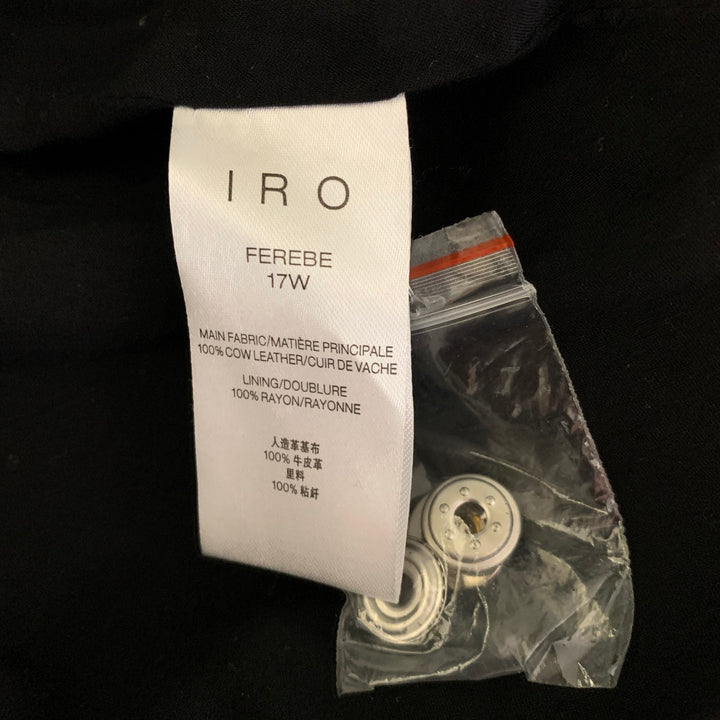 IRO
FEREBE
17W
MAIN FABRIC/MATIÈRE PRINCIPALE
100% COW LEATHER/CUIR DE VACHE
LINING/DOUBLURE
100% RAYON/RAYONNE
人造革基布
100% 牛皮革
里料
100% 粘釺